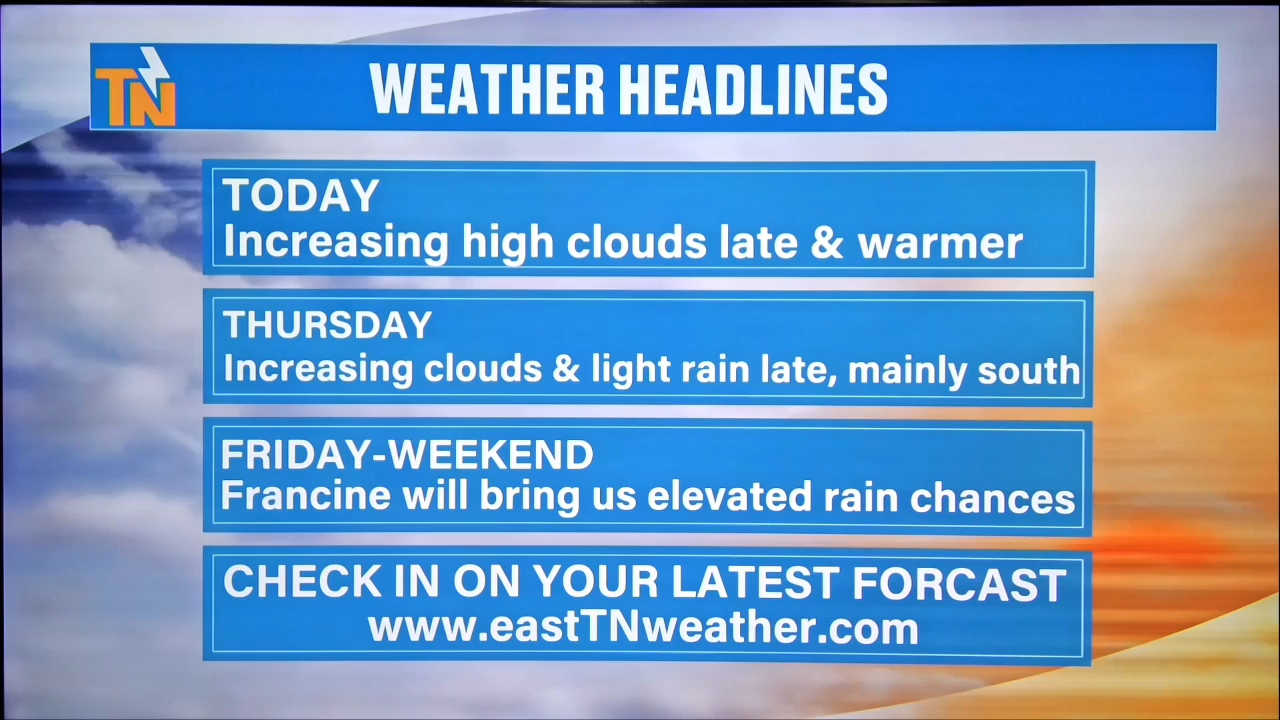 TN
WEATHER HEADLINES
TODAY
Increasing high clouds late & warmer
THURSDAY
Increasing clouds & light rain late, mainly south
FRIDAY-WEEKEND
Francine will bring us elevated rain chances
CHECK IN ON YOUR LATEST FORCAST
www.eastTNweather.com